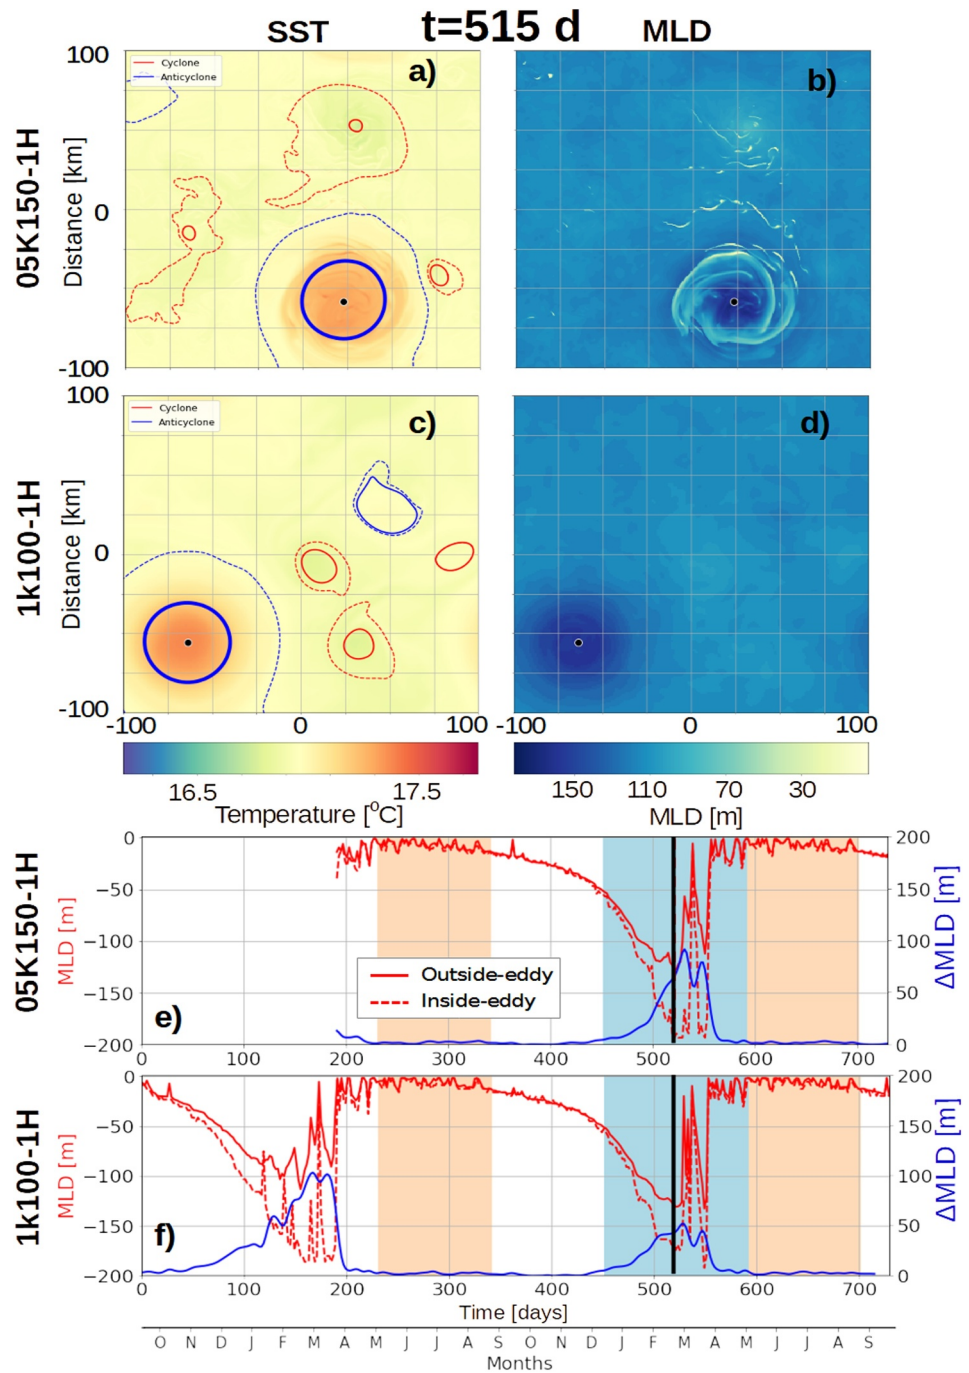 SST t=515 d MLD
05K150-1H
Distance [km]
100
0
-100
Cyclone
Anticyclone
a)
b)
1k100-1H
Distance [km]
100
0
-100
Cyclone
Anticyclone
c)
d)
-100 0 100 -100 0 100
16.5 17.5 150 110 70 30
Temperature [°C] MLD [m]
05K150-1H
MLD [m]
0
−50
−100
−150
−200
e)
Outside-eddy
Inside-eddy
200
150
100
50
0
ΔMLD [m]
0 100 200 300 400 500 600 700
1k100-1H
MLD [m]
0
−50
−100
−150
−200
f)
200
150
100
50
0
ΔMLD [m]
0 100 200 300 400 500 600 700
Time [days]
O N D J F M A M J J A S O N D J F M A M J J A S
Months